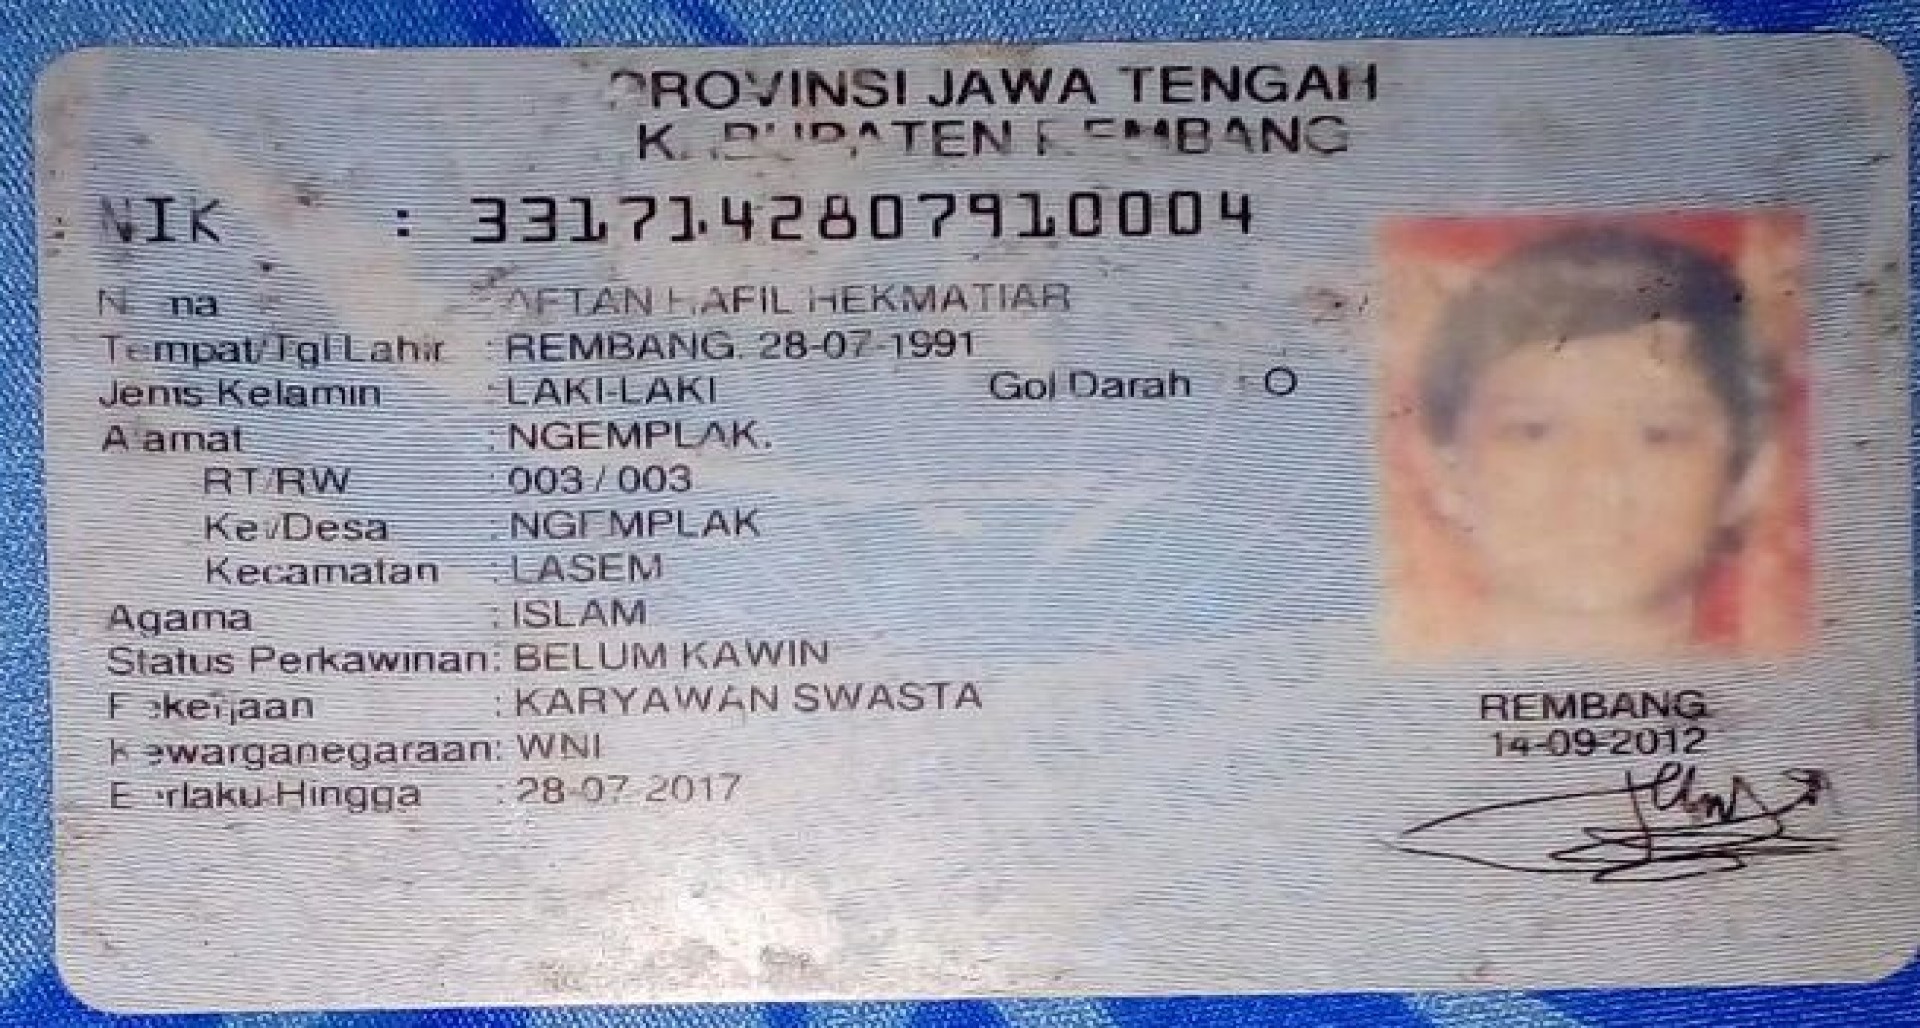 PROVINSI JAWA TENGAH
KABUPATEN REMBANG
NIK : 3317142807910004
Nama HEKMATIAR
Tempat/Tgl Lahir : REMBANG, 28-07-1991
Jenis Kelamin : LAKI-LAKI Gol Darah : O
Alamat : NGEMPLAK.
RT/RW : 003 / 003
Kel/Desa : NGEMPLAK
Kecamatan : LASEM
Agama : ISLAM
Status Perkawinan : BELUM KAWIN
Pekerjaan : KARYAWAN SWASTA
Kewarganegaraan : WNI
Berlaku Hingga : 28-07-2017
REMBANG
14-09-2012